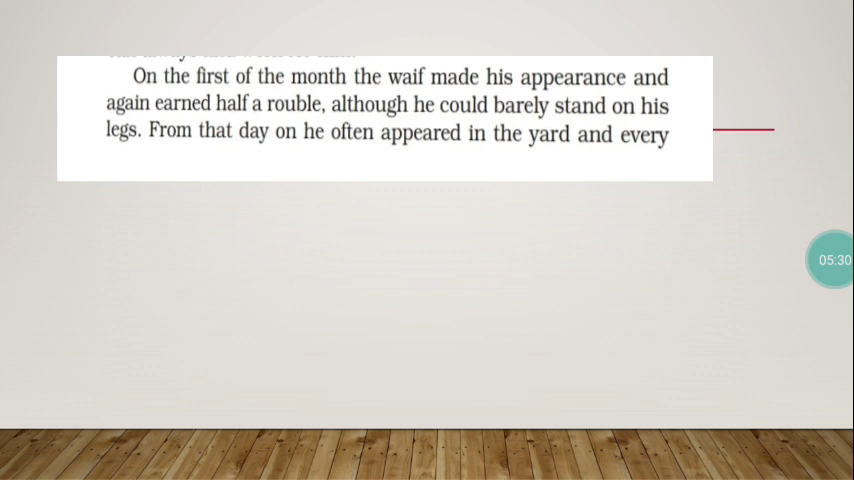 On the first of the month the waif made his appearance and
again earned half a rouble, although he could barely stand on his
legs. From that day on he often appeared in the yard and every
05:30